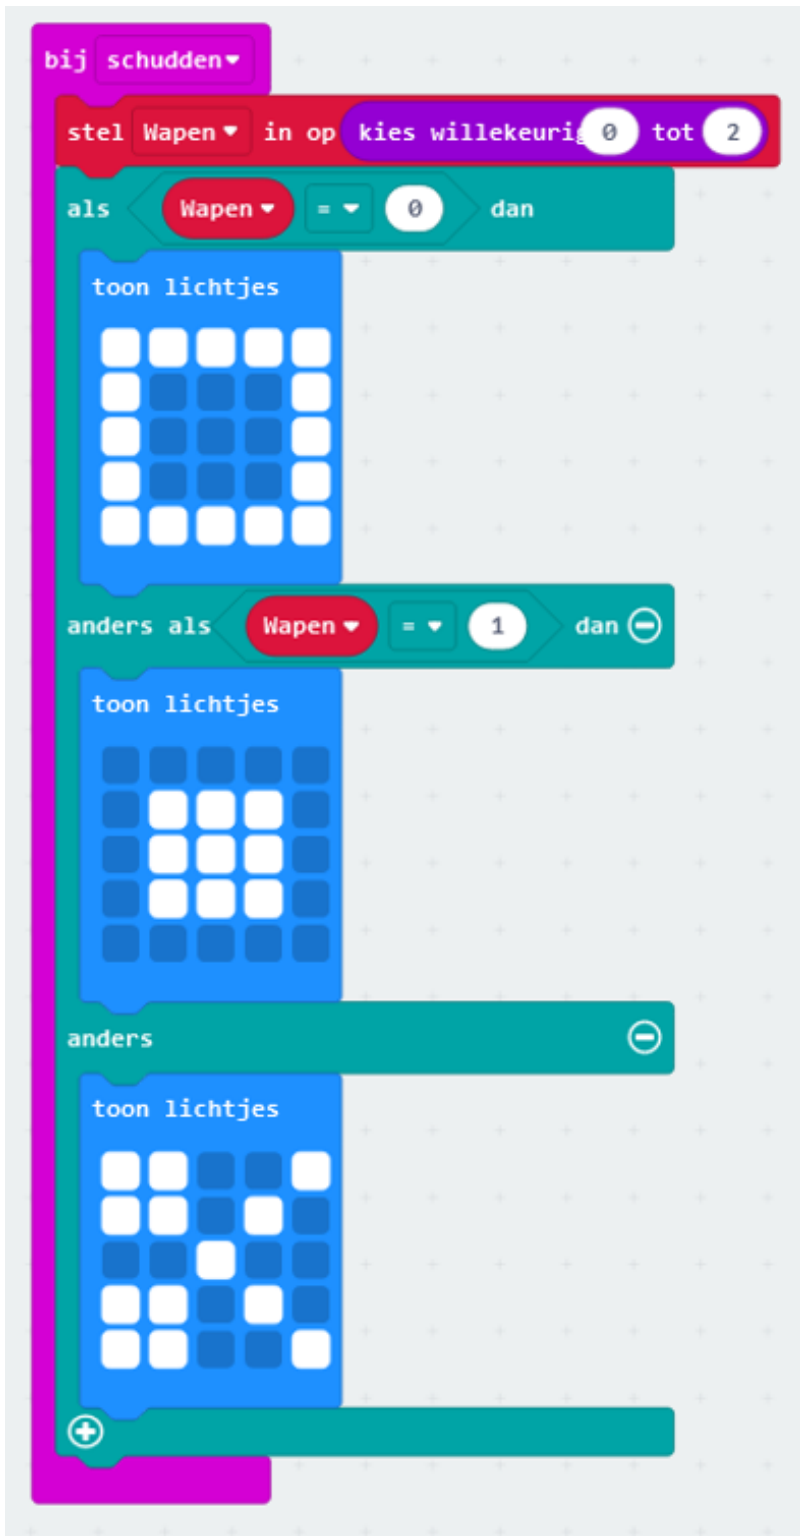 bij schudden
stel Wapen in op kies willekeurig 0 tot 2
als Wapen = 0 dan
toon lichtjes
anders als Wapen = 1 dan
toon lichtjes
anders
toon lichtjes